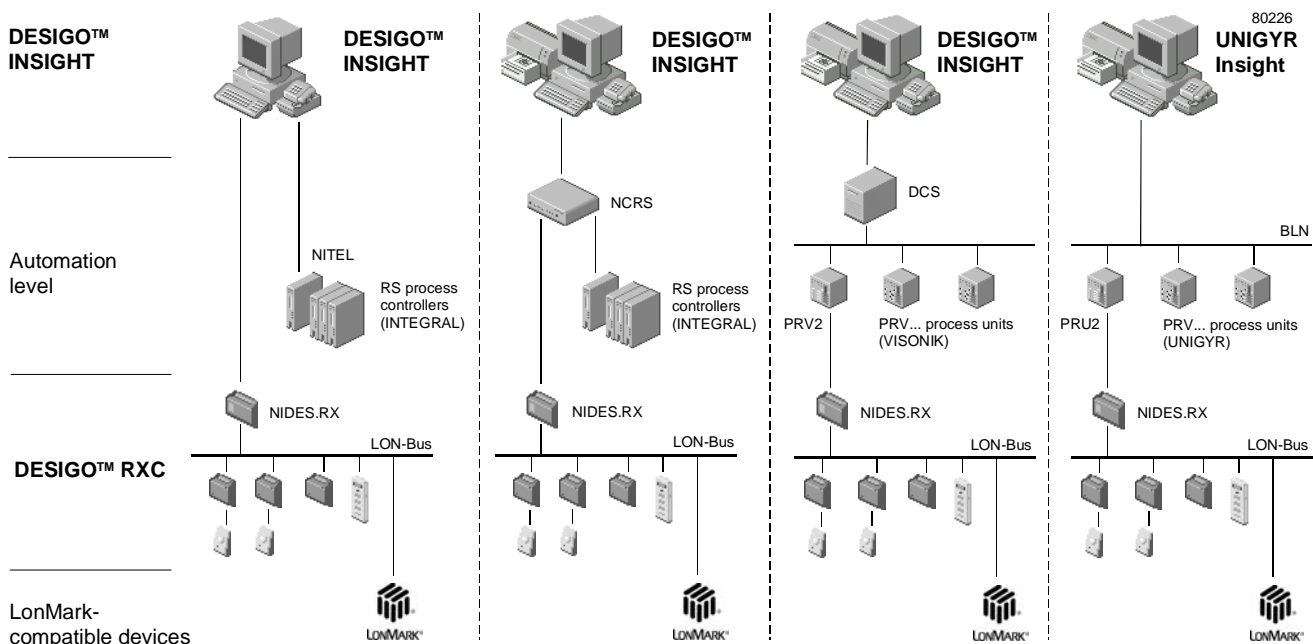 80226
DESIGO™
INSIGHT
DESIGO™
INSIGHT
DESIGO™
INSIGHT
DESIGO™
INSIGHT
UNIGYR
Insight
NCRS
DCS
BLN
Automation
level
NITEL
RS process
controllers
(INTEGRAL)
RS process
controllers
(INTEGRAL)
PRV2
PRV... process units
(VISONIK)
PRU2
PRV... process units
(UNIGYR)
NIDES.RX
NIDES.RX
NIDES.RX
NIDES.RX
LON-Bus
LON-Bus
LON-Bus
LON-Bus
DESIGO™ RXC
LonMark-
compatible devices
LONMARK®
LONMARK®
LONMARK®
LONMARK®